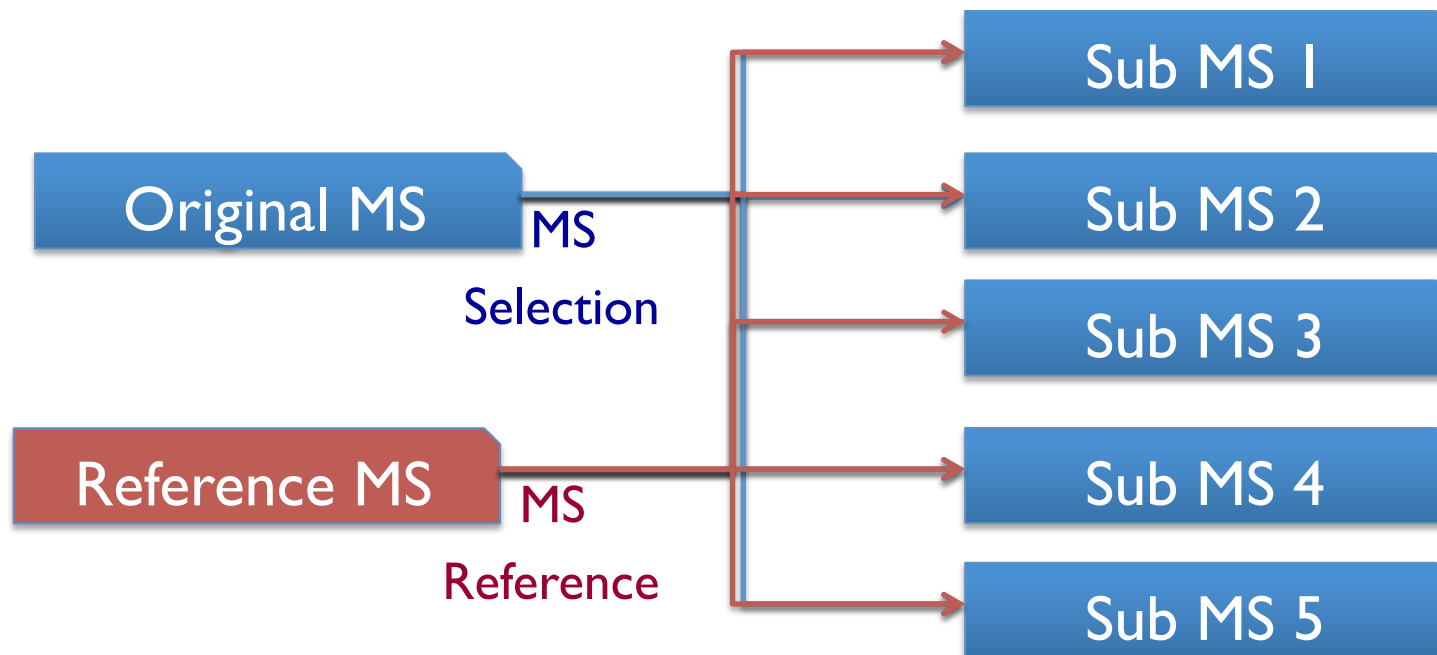 Original MS
MS
Selection
Reference MS
MS
Reference
Sub MS 1
Sub MS 2
Sub MS 3
Sub MS 4
Sub MS 5